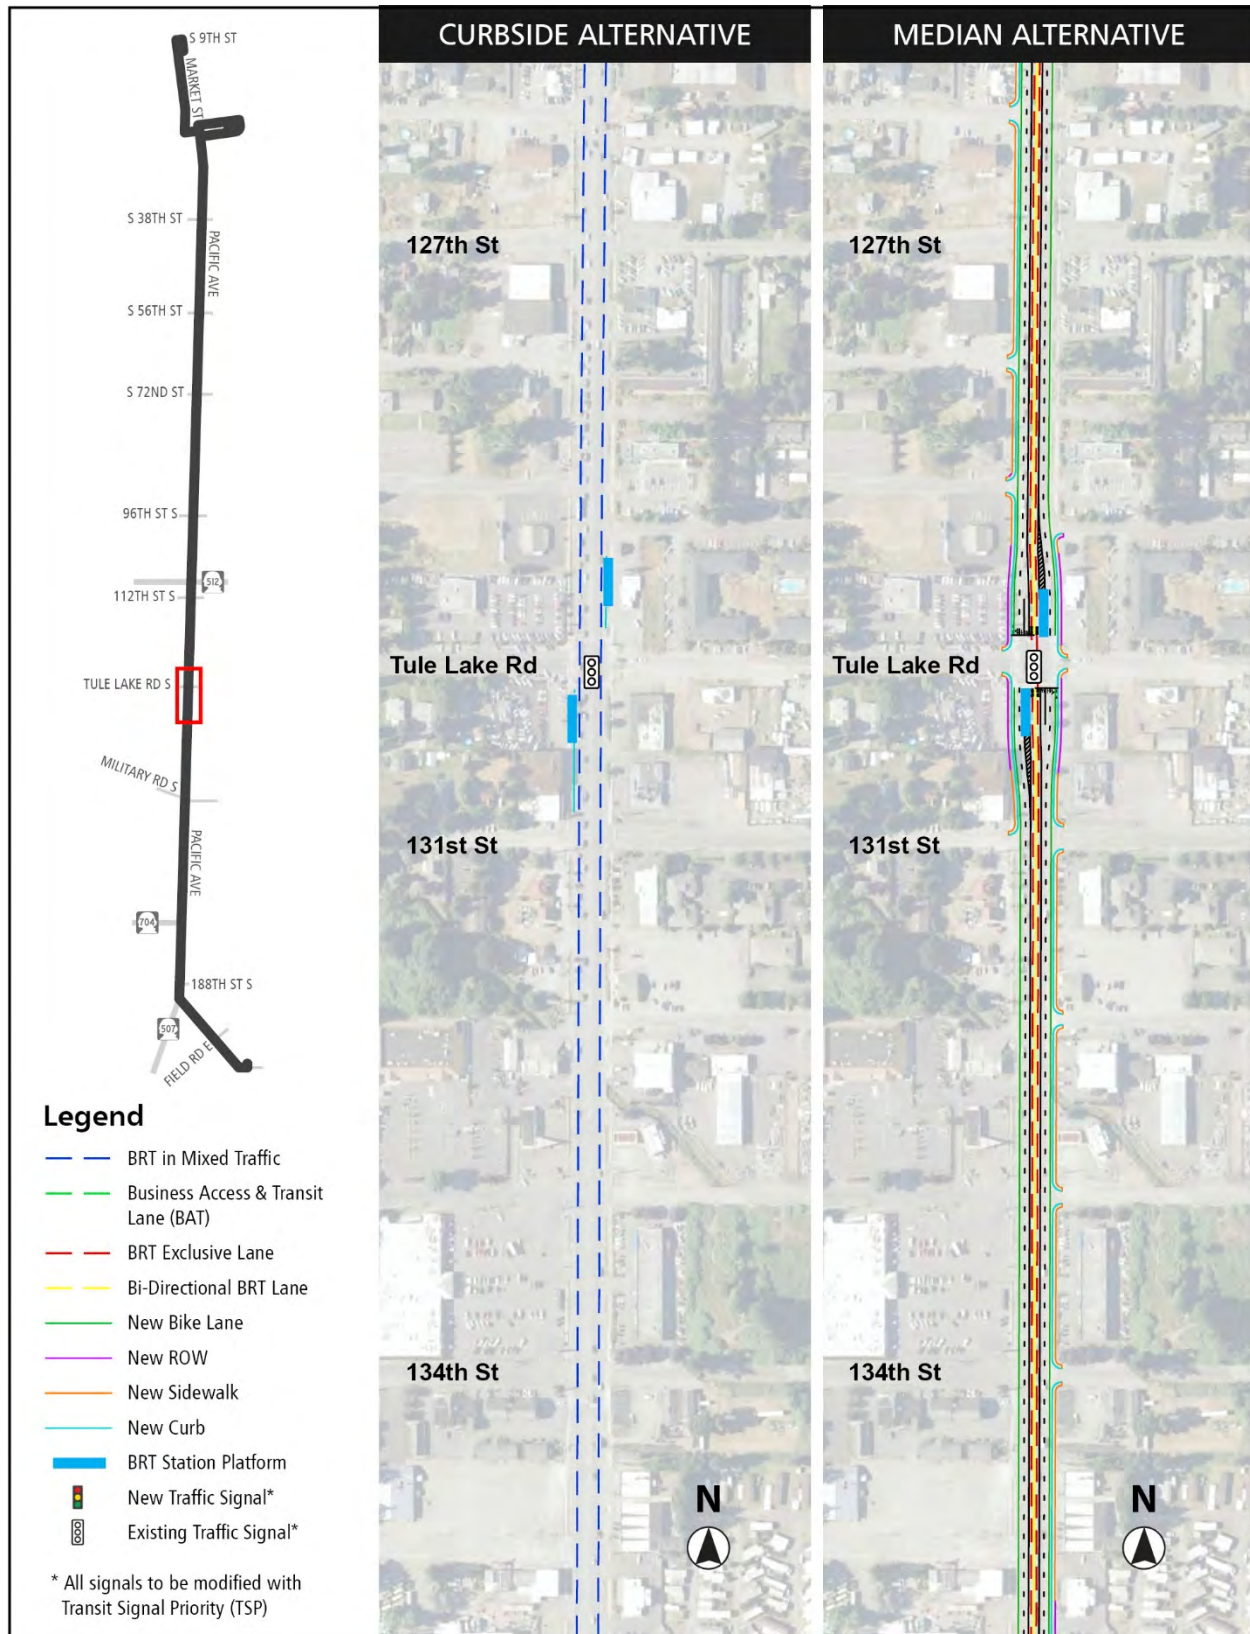 S 9TH ST
MARKET ST
S 38TH ST
PACIFIC AVE
S 56TH ST
S 72ND ST
96TH ST S
512
112TH ST S
TULE LAKE RD S
MILITARY RD S
PACIFIC AVE
704
188TH ST S
507
FIELD RD E
Legend
BRT in Mixed Traffic
Business Access & Transit
Lane (BAT)
BRT Exclusive Lane
Bi-Directional BRT Lane
New Bike Lane
New ROW
New Sidewalk
New Curb
BRT Station Platform
New Traffic Signal*
Existing Traffic Signal*
* All signals to be modified with
Transit Signal Priority (TSP)
CURBSIDE ALTERNATIVE
127th St
Tule Lake Rd
131st St
134th St
N
MEDIAN ALTERNATIVE
127th St
Tule Lake Rd
131st St
134th St
N